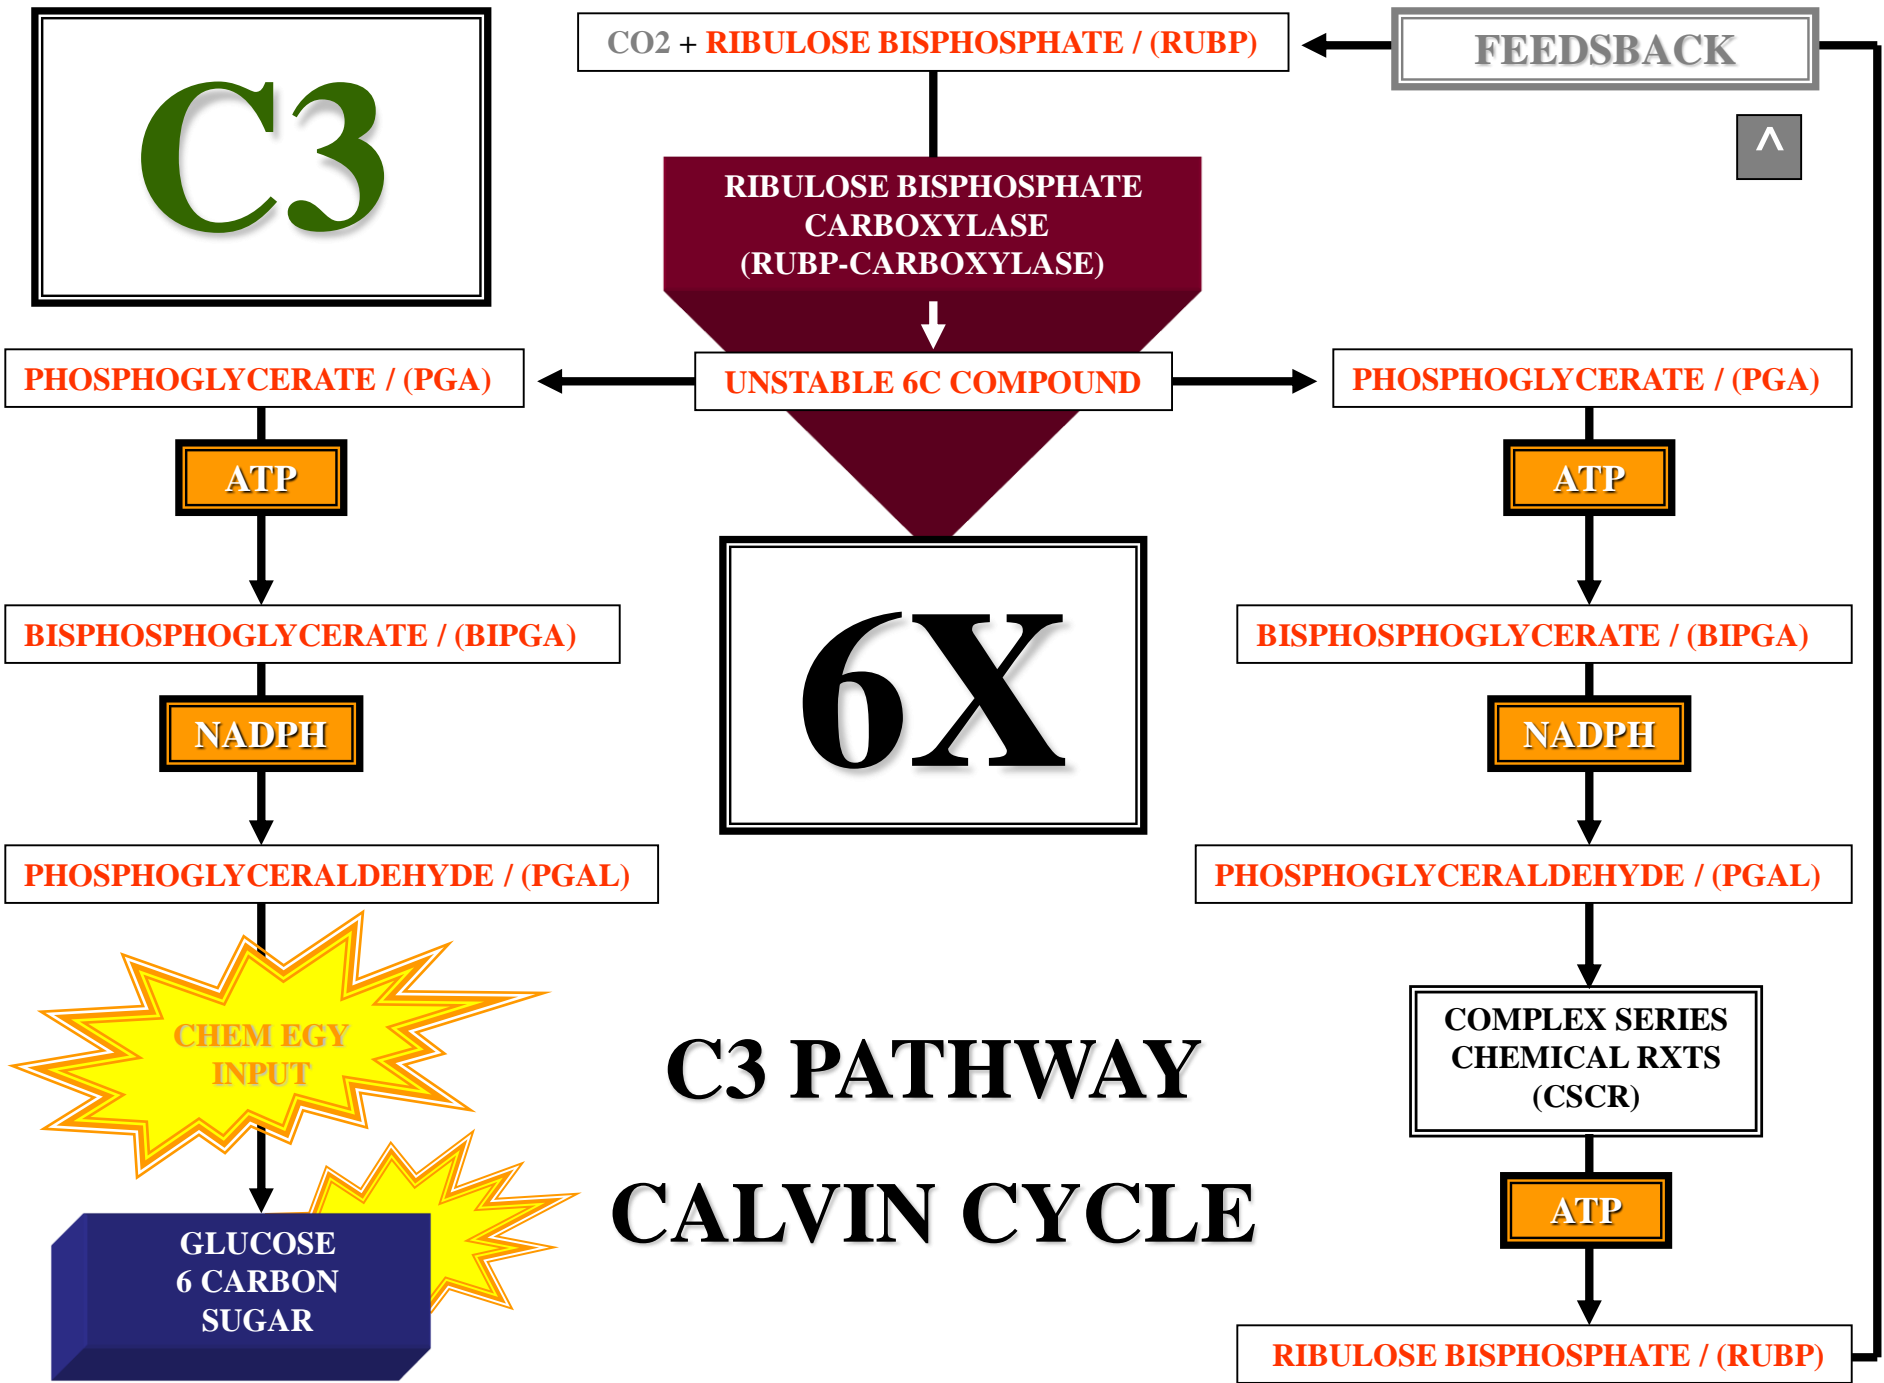 C3
CO2 + RIBULOSE BISPHOSPHATE / (RUBP)
FEEDSBACK
^
RIBULOSE BISPHOSPHATE
CARBOXYLASE
(RUBP-CARBOXYLASE)
PHOSPHOGLYCERATE / (PGA)
UNSTABLE 6C COMPOUND
PHOSPHOGLYCERATE / (PGA)
ATP
ATP
BISPHOSPHOGLYCERATE / (BIPGA)
6X
BISPHOSPHOGLYCERATE / (BIPGA)
NADPH
NADPH
PHOSPHOGLYCERALDEHYDE / (PGAL)
PHOSPHOGLYCERALDEHYDE / (PGAL)
CHEM EGY
INPUT
C3 PATHWAY
CALVIN CYCLE
COMPLEX SERIES
CHEMICAL RXTS
(CSCR)
ATP
GLUCOSE
6 CARBON
SUGAR
RIBULOSE BISPHOSPHATE / (RUBP)